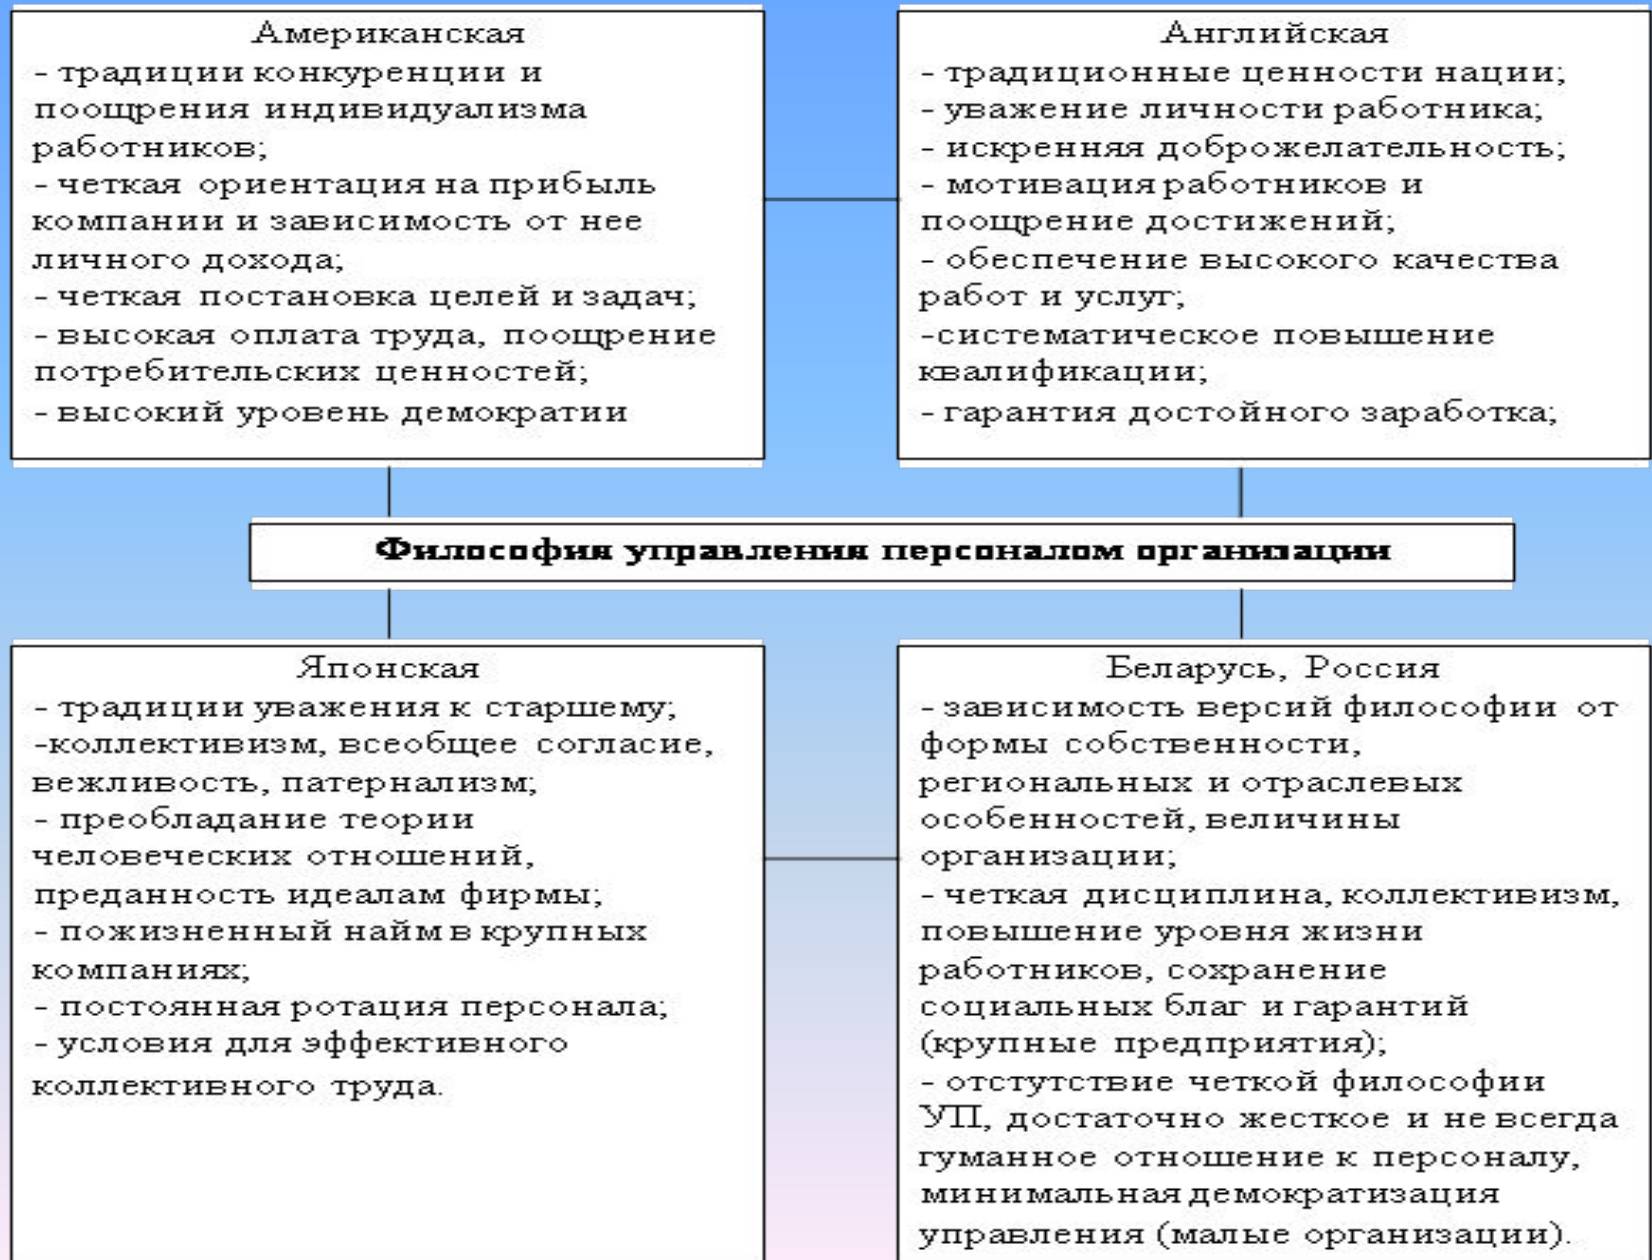 Американская
- традиции конкуренции и
поощрения индивидуализма
работников;
- четкая ориентация на прибыль
компании и зависимость от нее
личного дохода;
- четкая постановка целей и задач;
- высокая оплата труда, поощрение
потребительских ценностей;
- высокий уровень демократии
Английская
- традиционные ценности нации;
- уважение личности работника;
- искренняя доброжелательность;
- мотивация работников и
поощрение достижений;
- обеспечение высокого качества
работ и услуг;
-систематическое повышение
квалификации;
- гарантия достойного заработка;
Философия управления персоналом организации
Японская
- традиции уважения к старшему;
-коллективизм, всеобщее согласие,
вежливость, патернализм;
- преобладание теории
человеческих отношений,
преданность идеалам фирмы;
- пожизненный найм в крупных
компаниях;
- постоянная ротация персонала;
- условия для эффективного
коллективного труда.
Беларусь, Россия
- зависимость версий философии от
формы собственности,
региональных и отраслевых
особенностей, величины
организации;
- четкая дисциплина, коллективизм,
повышение уровня жизни
работников, сохранение
социальных благ и гарантий
(крупные предприятия);
- отстутствие четкой философии
УП, достаточно жесткое и не всегда
гуманное отношение к персоналу,
минимальная демократизация
управления (малые организации).